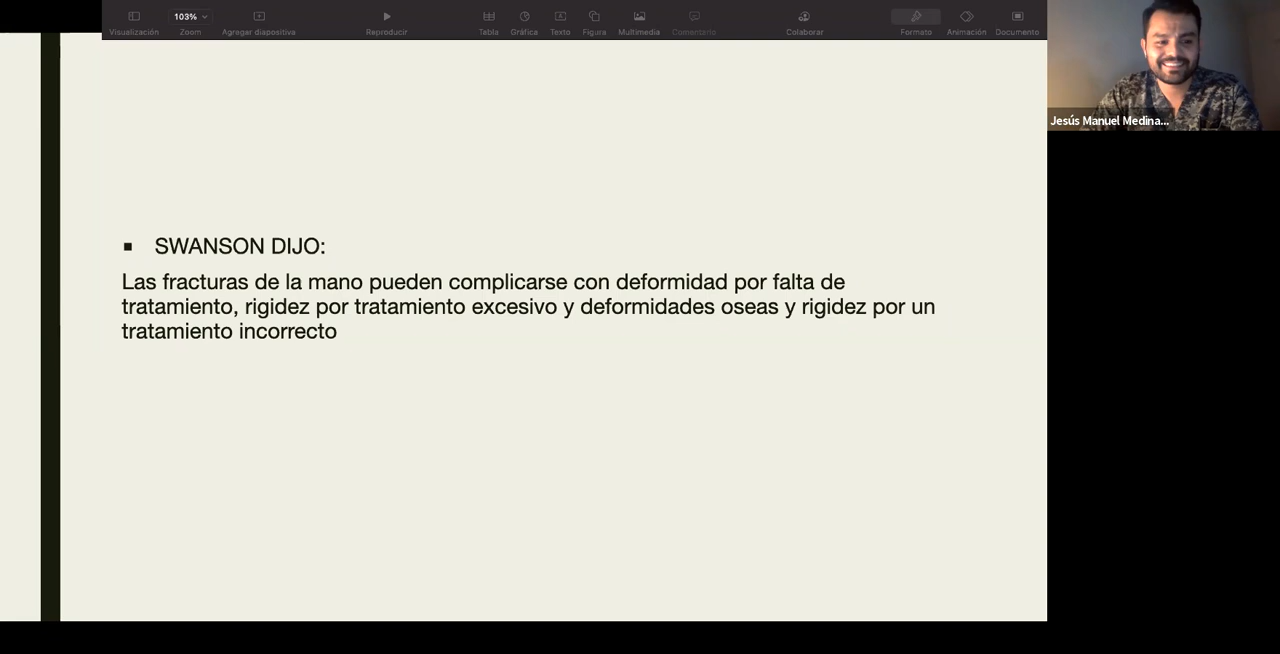 103%
Visualización Zoom Agregar diapositiva Reproducir Tabla Gráfica Texto Figura Multimedia Comentario Colaborar Formato Animación Documento
Jesús Manuel Medina...
▪ SWANSON DIJO:
Las fracturas de la mano pueden complicarse con deformidad por falta de
tratamiento, rigidez por tratamiento excesivo y deformidades oseas y rigidez por un
tratamiento incorrecto